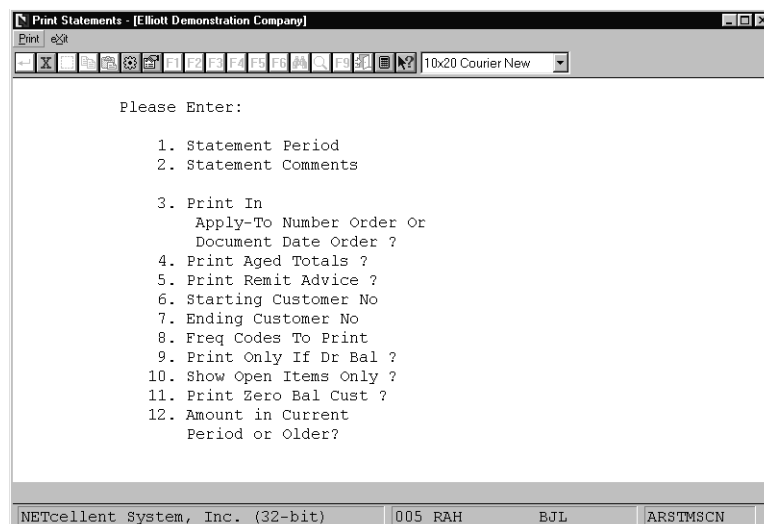 Print Statements - [Elliott Demonstration Company]
Print eXit
F1 F2 F3 F4 F5 F6 F9 10x20 Courier New
Please Enter:
1. Statement Period
2. Statement Comments
3. Print In
Apply-To Number Order Or
Document Date Order ?
4. Print Aged Totals ?
5. Print Remit Advice ?
6. Starting Customer No
7. Ending Customer No
8. Freq Codes To Print
9. Print Only If Dr Bal ?
10. Show Open Items Only ?
11. Print Zero Bal Cust ?
12. Amount in Current
Period or Older?
NETcellent System, Inc. (32-bit) 005 RAH BJL ARSTMSCN